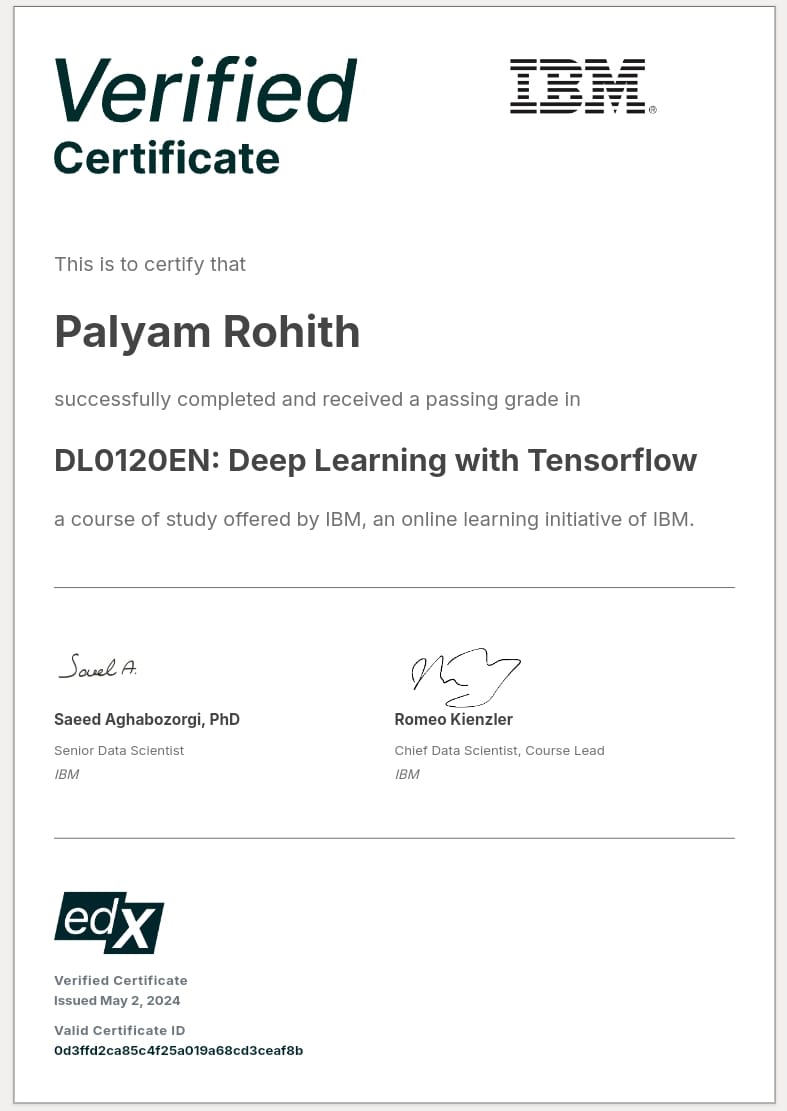 Verified
Certificate
IBM®
This is to certify that
Palyam Rohith
successfully completed and received a passing grade in
DL0120EN: Deep Learning with Tensorflow
a course of study offered by IBM, an online learning initiative of IBM.
Saeed A.
Saeed Aghabozorgi, PhD
Senior Data Scientist
IBM
Romeo Kienzler
Chief Data Scientist, Course Lead
IBM
edX
Verified Certificate
Issued May 2, 2024
Valid Certificate ID
0d3ffd2ca85c4f25a019a68cd3ceaf8b